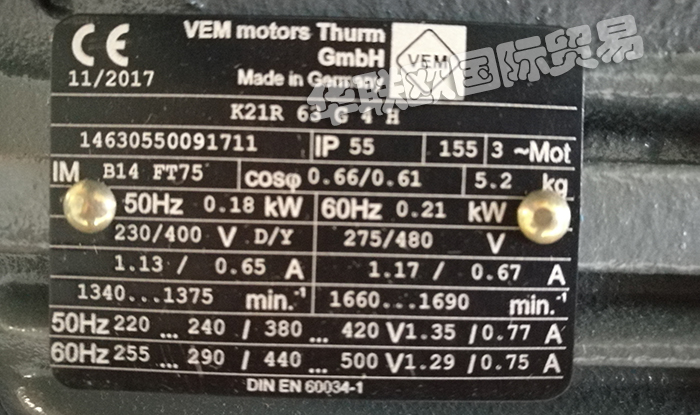 CE
VEM motors Thurm
GmbH
VEM
11/2017
Made in Germany
华联欧国际贸易
K21R 63 G 4 H
14630550091711 IP 55 155 3 ~Mot
IM B14 FT75 cosφ 0.66/0.61 5.2 kg
50Hz 0.18 kW 60Hz 0.21 kW
230/400 V D/Y 275/480 V
1.13 / 0.65 A 1.17 / 0.67 A
1340...1375 min.-1 1660...1690 min.-1
50Hz 220 ... 240 / 380 ... 420 V1.35 /0.77 A
60Hz 255 ... 290 / 440 ... 500 V1.29 /0.75 A
DIN EN 60034-1